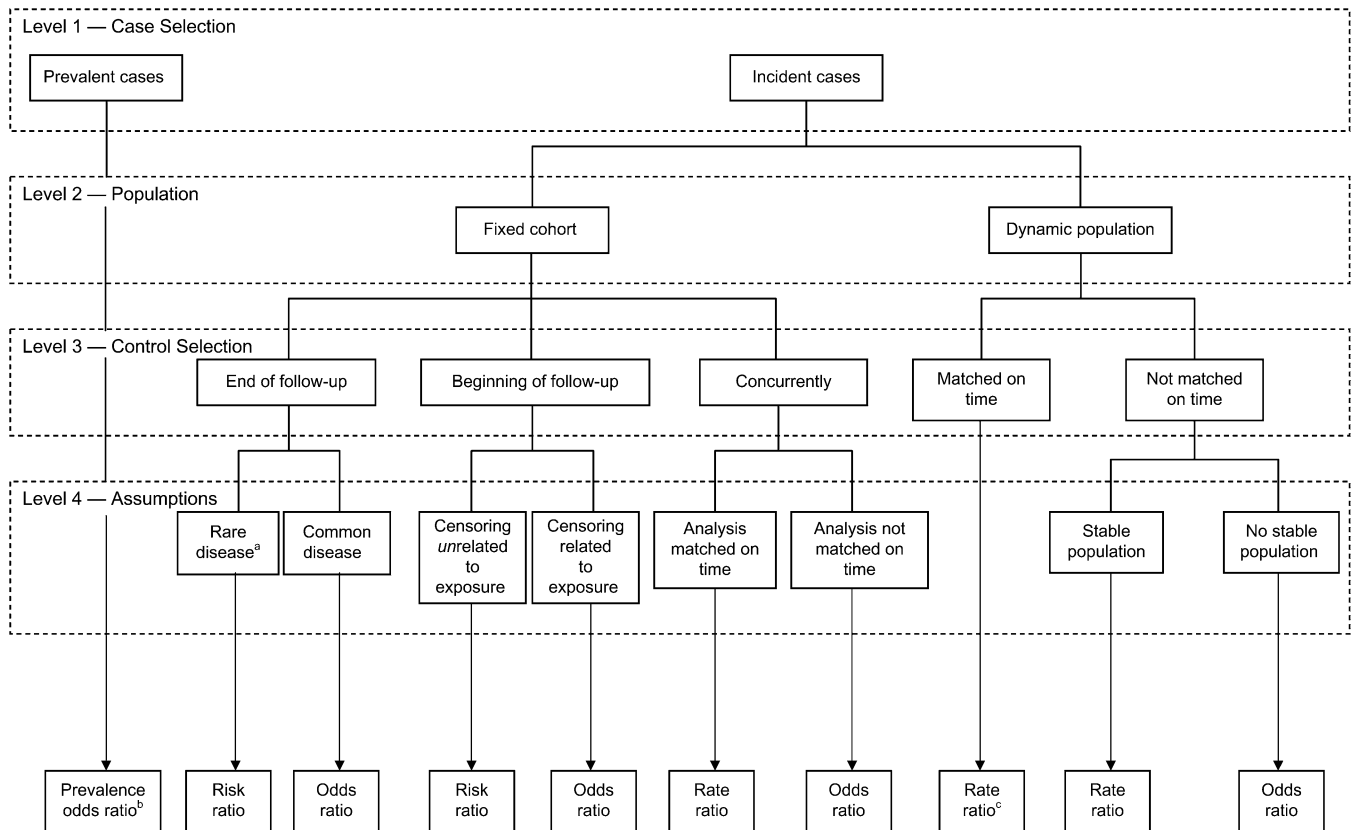 Level 1 — Case Selection
Prevalent cases
Incident cases
Level 2 — Population
Fixed cohort
Dynamic population
Level 3 — Control Selection
End of follow-up
Beginning of follow-up
Concurrently
Matched on
time
Not matched
on time
Level 4 — Assumptions
Rare
diseaseᵃ
Common
disease
Censoring
unrelated
to
exposure
Censoring
related
to
exposure
Analysis
matched on
time
Analysis not
matched on
time
Stable
population
No stable
population
Prevalence
odds ratioᵇ
Risk
ratio
Odds
ratio
Risk
ratio
Odds
ratio
Rate
ratio
Odds
ratio
Rate
ratioᶜ
Rate
ratio
Odds
ratio